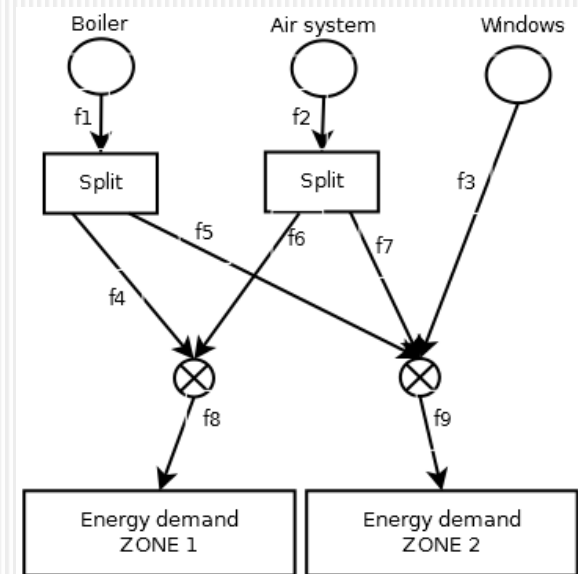 Boiler
Air system
Windows
f1
f2
f3
Split
Split
f5
f6
f7
f4
f8
f9
Energy demand
ZONE 1
Energy demand
ZONE 2